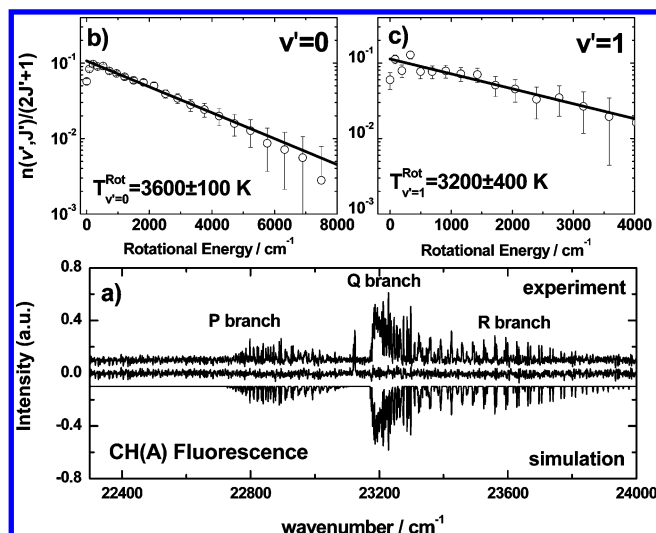 b)
v'=0
10⁻¹
10⁻²
10⁻³
n(v',J')/(2J'+1)
T^Rot_v'=0=3600±100 K
0 2000 4000 6000 8000
Rotational Energy / cm⁻¹
c)
v'=1
10⁻¹
10⁻²
10⁻³
T^Rot_v'=1=3200±400 K
0 1000 2000 3000 4000
Rotational Energy / cm⁻¹
a)
Q branch
experiment
P branch
R branch
0.8
0.4
0.0
-0.4
-0.8
Intensity (a.u.)
CH(A) Fluorescence
simulation
22400 22800 23200 23600 24000
wavenumber / cm⁻¹